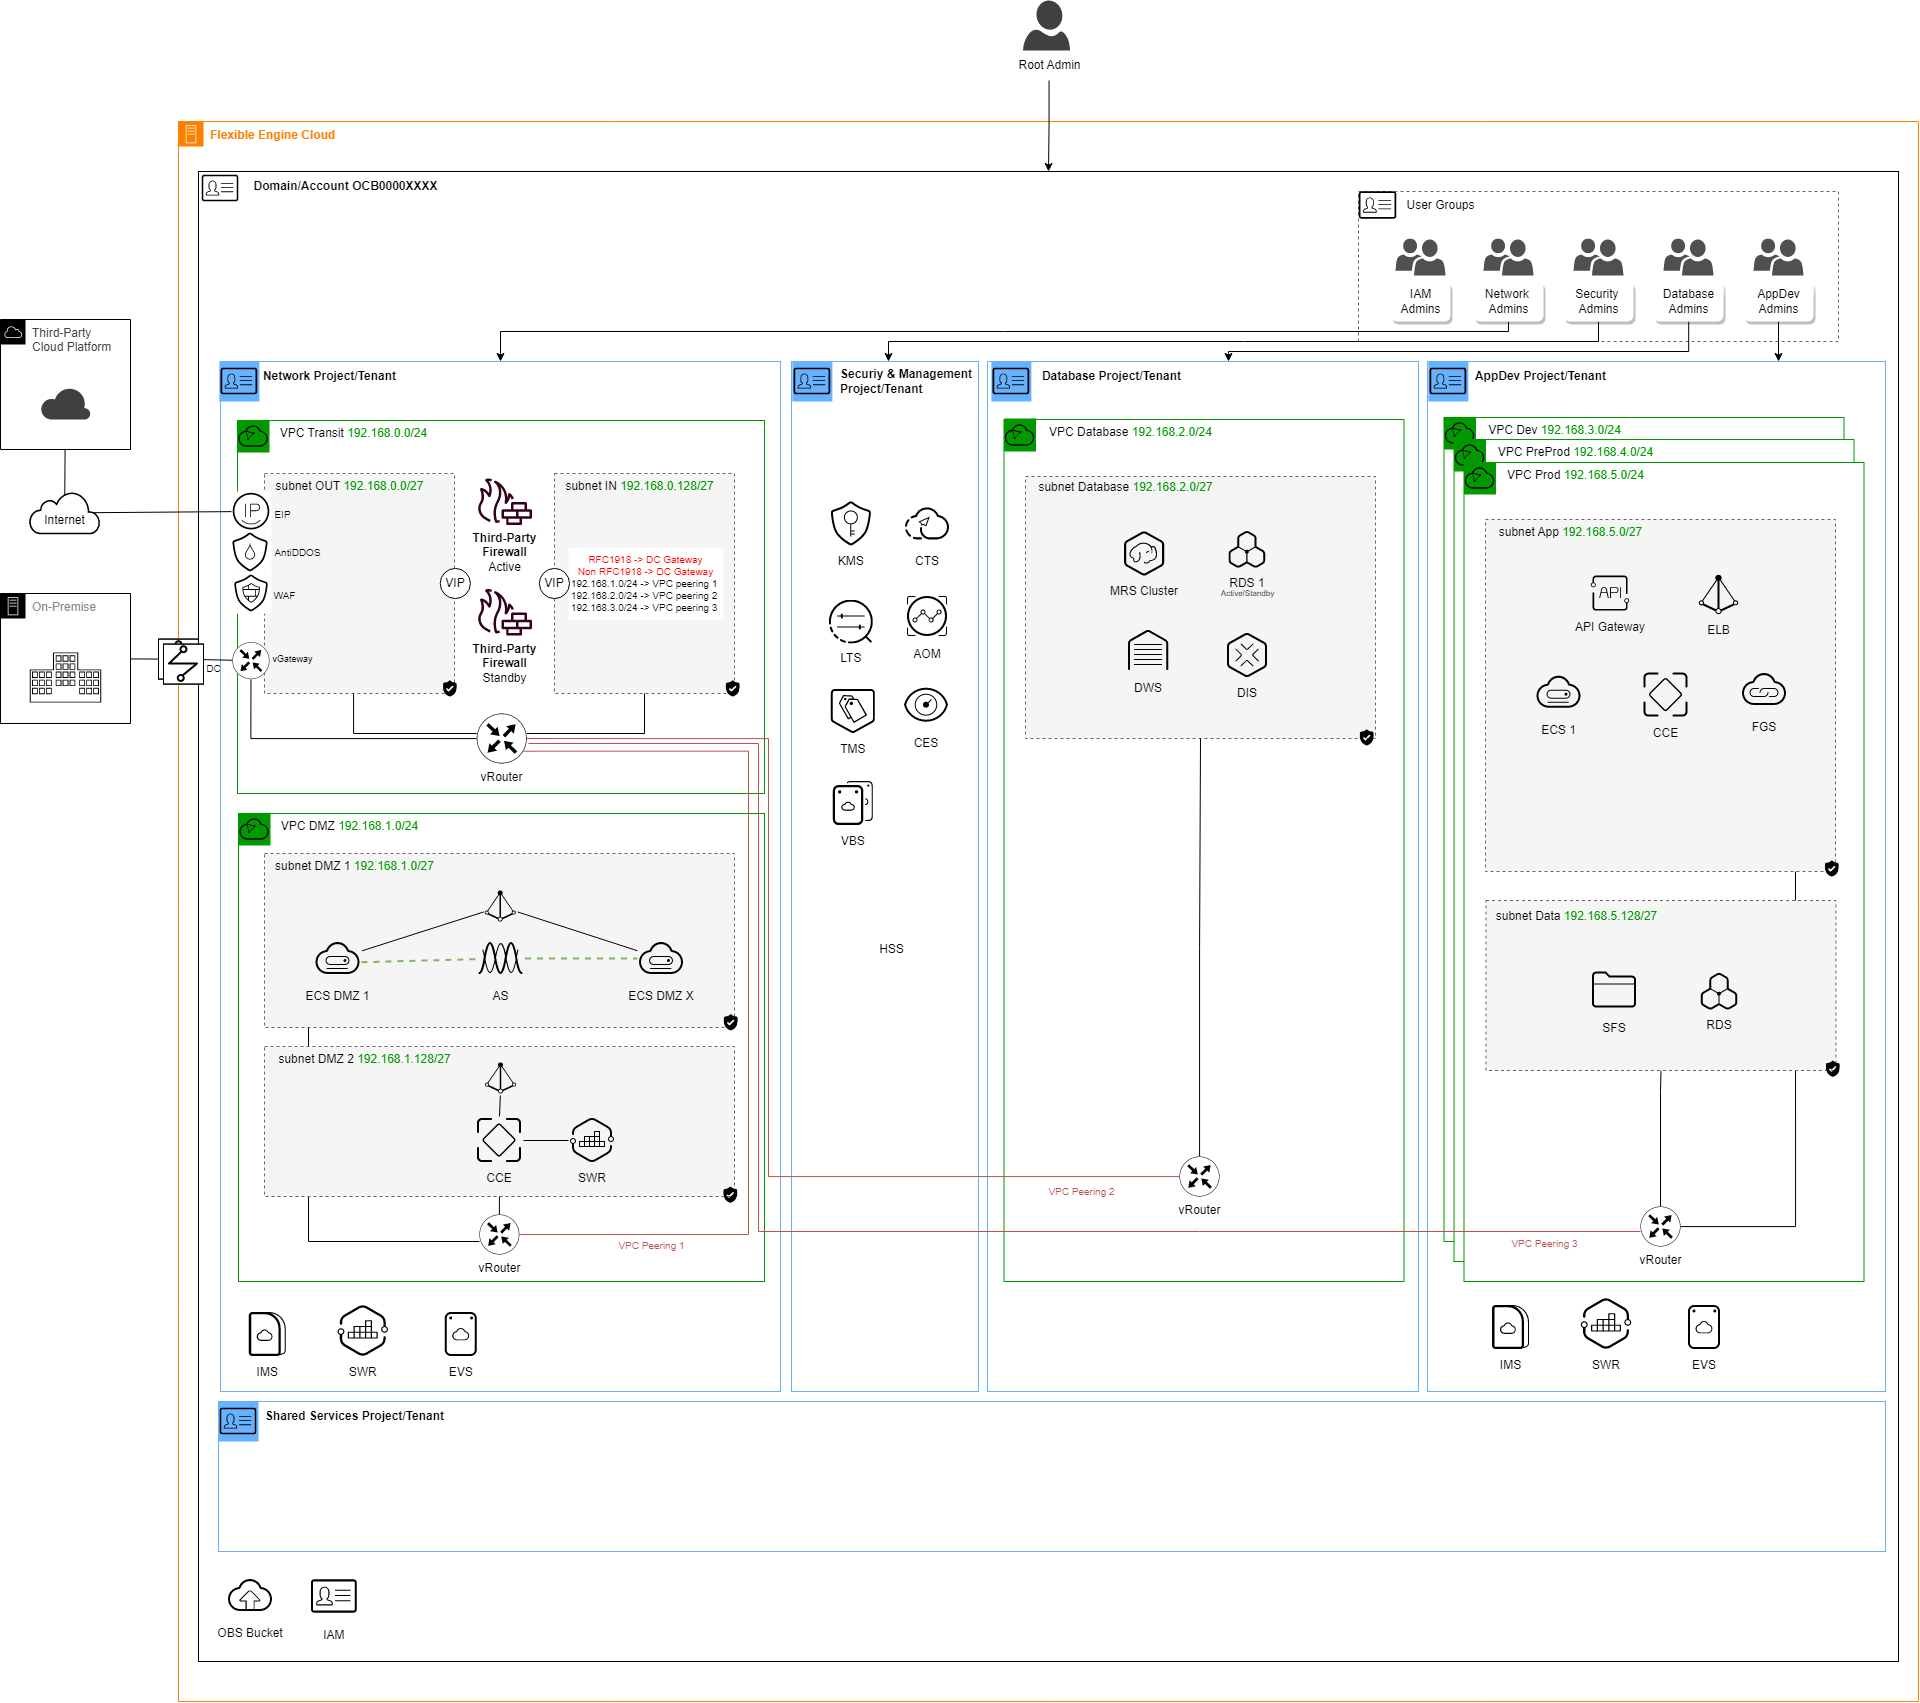 Root Admin
Flexible Engine Cloud
Domain/Account OCB0000XXXX
User Groups
IAM
Admins
Network
Admins
Security
Admins
Database
Admins
AppDev
Admins
Third-Party
Cloud Platform
Internet
On-Premise
DC
Network Project/Tenant
VPC Transit 192.168.0.0/24
subnet OUT 192.168.0.0/27
IP
EIP
AntiDDOS
WAF
vGateway
VIP
Third-Party
Firewall
Active
Third-Party
Firewall
Standby
VIP
subnet IN 192.168.0.128/27
RFC1918 -> DC Gateway
Non RFC1918 -> DC Gateway
192.168.1.0/24 -> VPC peering 1
192.168.2.0/24 -> VPC peering 2
192.168.3.0/24 -> VPC peering 3
vRouter
VPC DMZ 192.168.1.0/24
subnet DMZ 1 192.168.1.0/27
ECS DMZ 1
AS
ECS DMZ X
subnet DMZ 2 192.168.1.128/27
CCE
SWR
vRouter
VPC Peering 1
IMS
SWR
EVS
Securiy & Management
Project/Tenant
KMS
CTS
LTS
AOM
TMS
CES
VBS
HSS
Database Project/Tenant
VPC Database 192.168.2.0/24
subnet Database 192.168.2.0/27
MRS Cluster
RDS 1
Active/Standby
DWS
DIS
VPC Peering 2
vRouter
AppDev Project/Tenant
VPC Dev 192.168.3.0/24
VPC PreProd 192.168.4.0/24
VPC Prod 192.168.5.0/24
subnet App 192.168.5.0/27
API
API Gateway
ELB
ECS 1
CCE
FGS
subnet Data 192.168.5.128/27
SFS
RDS
VPC Peering 3
vRouter
IMS
SWR
EVS
Shared Services Project/Tenant
OBS Bucket
IAM